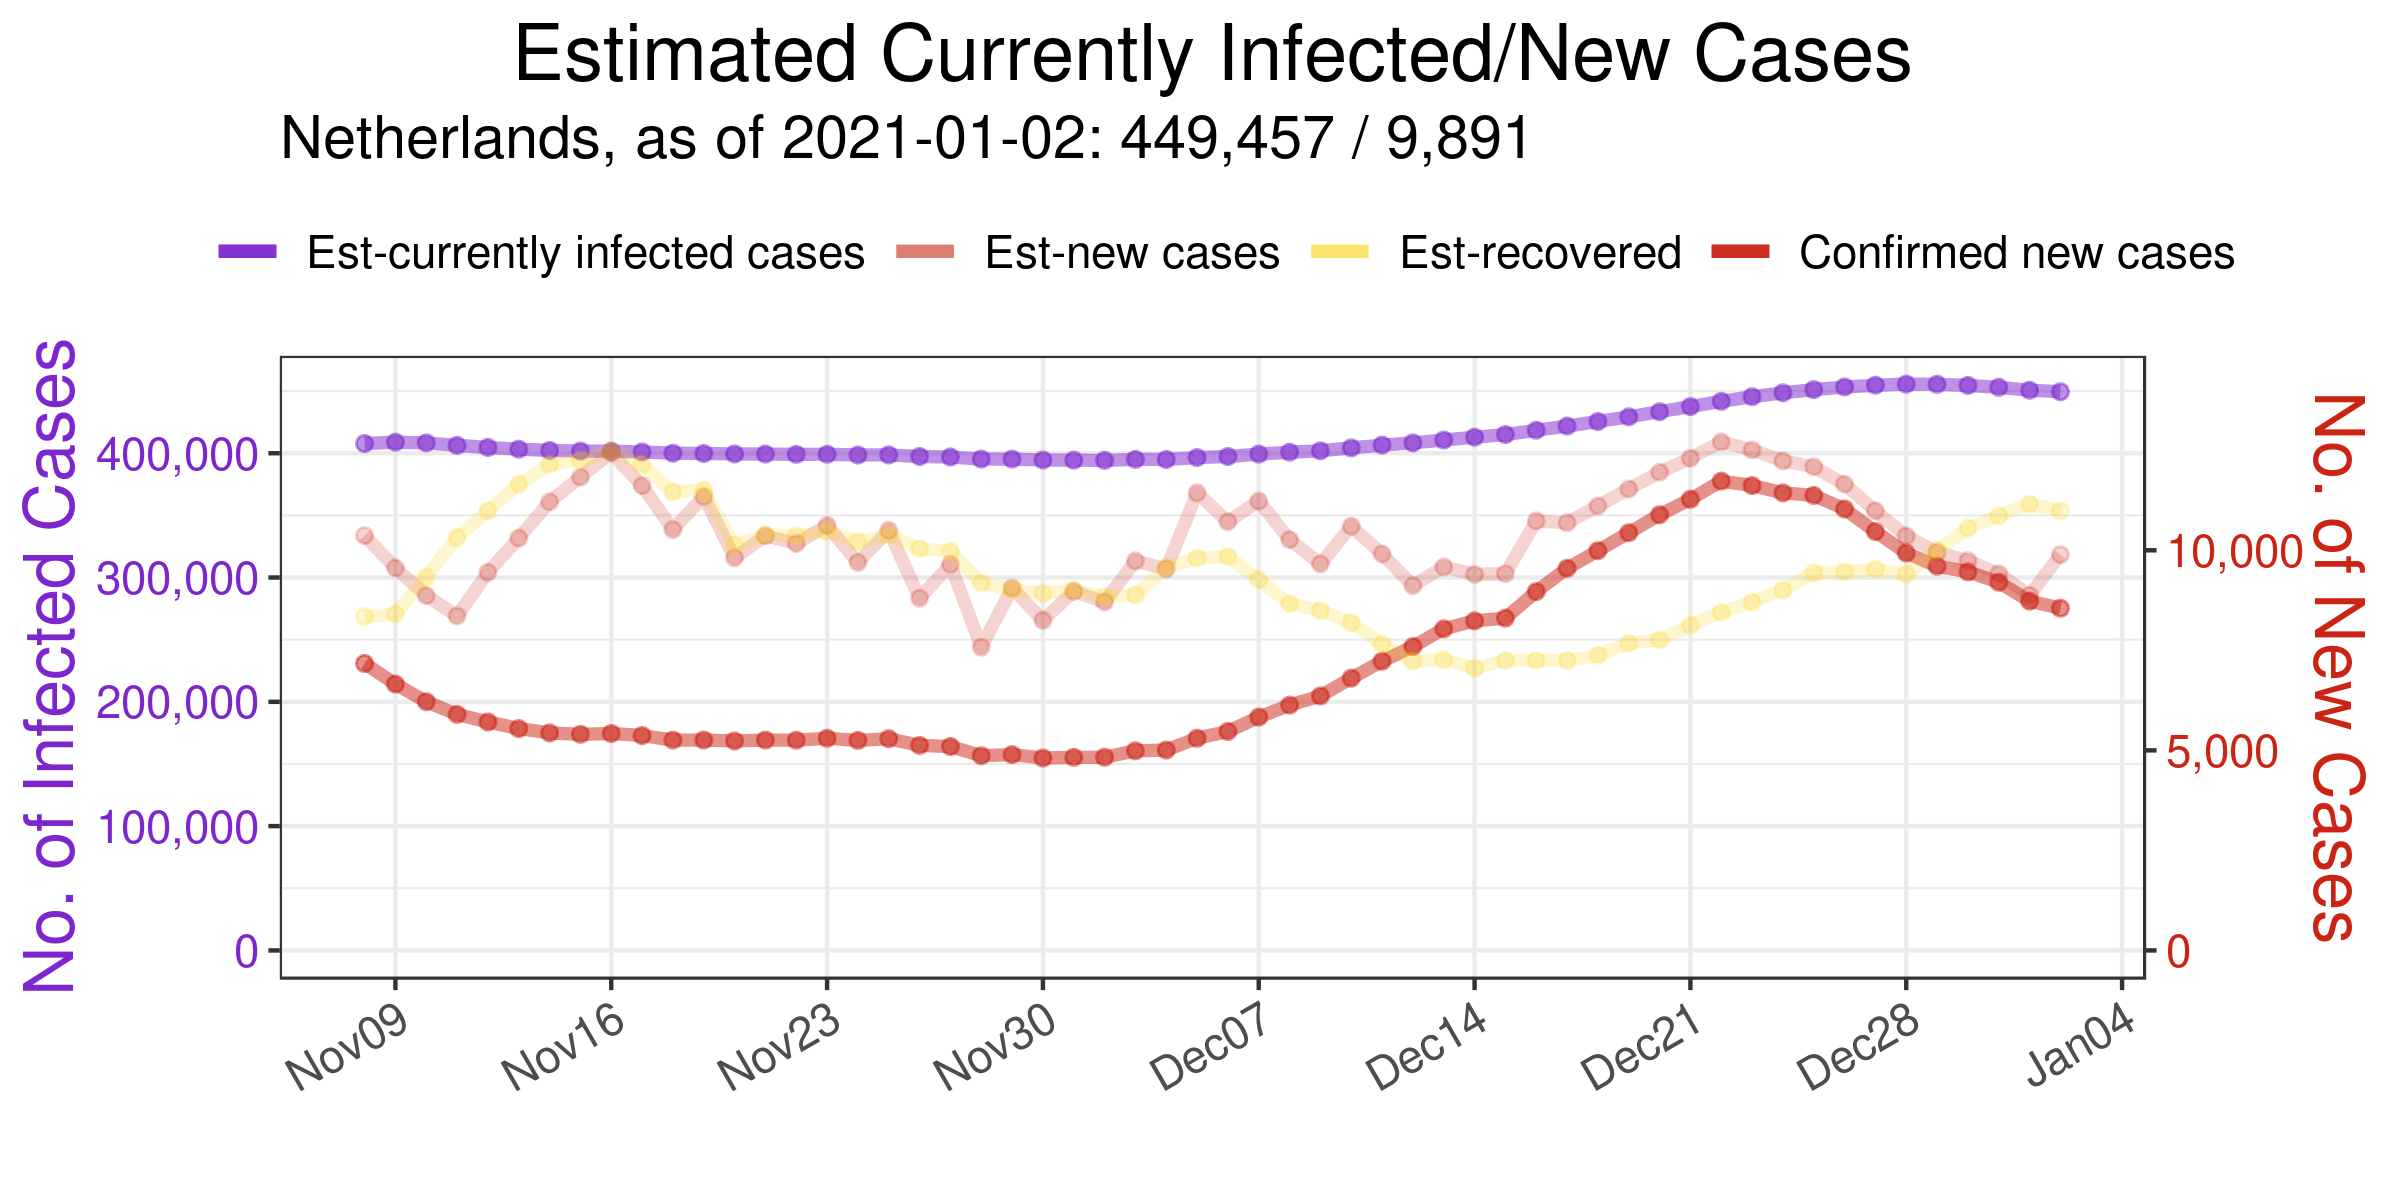 Estimated Currently Infected/New Cases
Netherlands, as of 2021-01-02: 449,457 / 9,891
Est-currently infected cases Est-new cases Est-recovered Confirmed new cases
No. of Infected Cases
400,000
300,000
200,000
100,000
0
10,000
5,000
0
No. of New Cases
Nov09 Nov16 Nov23 Nov30 Dec07 Dec14 Dec21 Dec28 Jan04